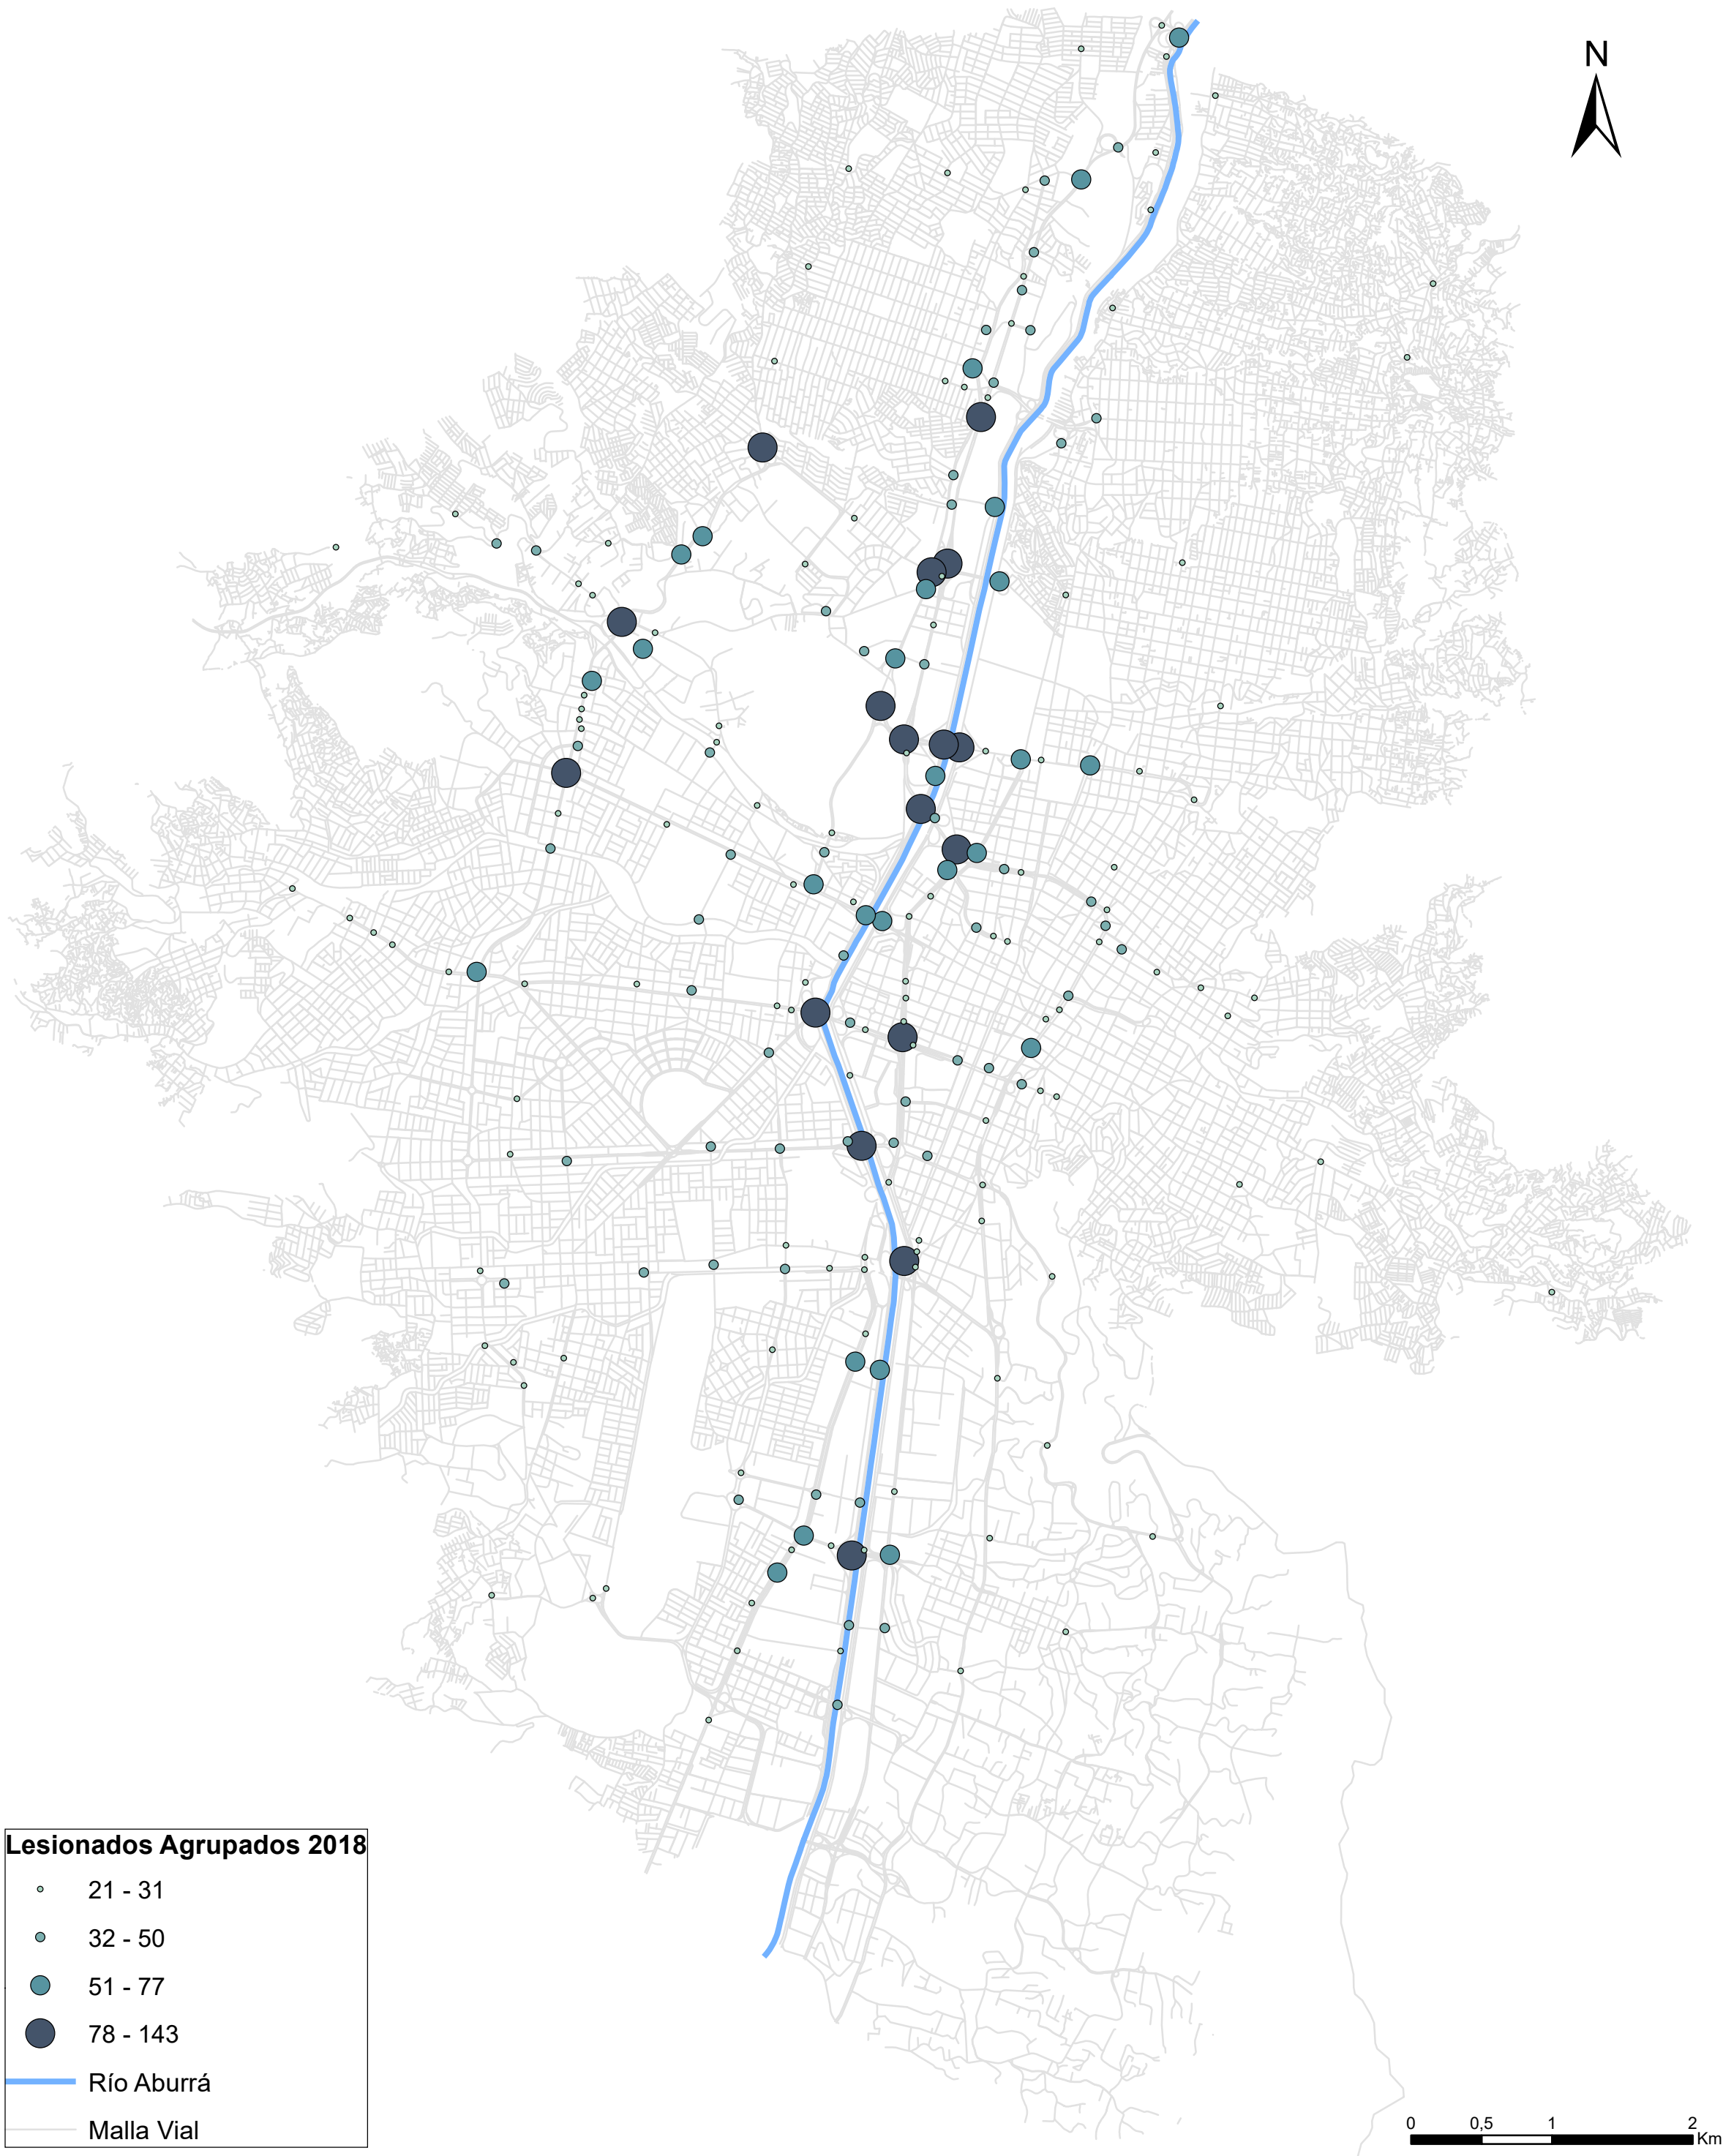 N
Lesionados Agrupados 2018
21 - 31
32 - 50
51 - 77
78 - 143
Río Aburrá
Malla Vial
0 0,5 1 2
Km